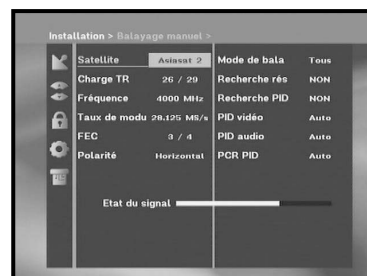 Installation > Balayage manuel >
Satellite Asiasat 2 Mode de bala Tous
Charge TR 26 / 29 Recherche rés NON
Fréquence 4000 MHz Recherche PID NON
Taux de modu 28.125 MS/s PID vidéo Auto
FEC 3 / 4 PID audio Auto
Polarité Horizontal PCR PID Auto
Etat du signal